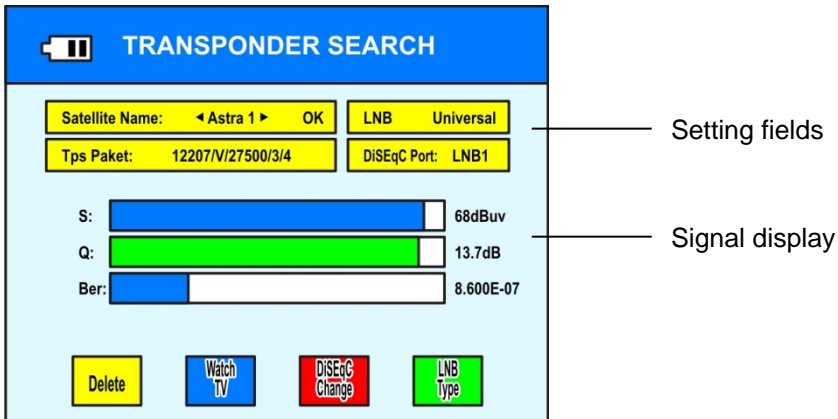 TRANSPONDER SEARCH
Satellite Name: ◄ Astra 1 ► OK
LNB Universal
Tps Paket: 12207/V/27500/3/4
DiSEqC Port: LNB1
Setting fields
S: 68dBuv
Q: 13.7dB
Ber: 8.600E-07
Signal display
Delete
Watch
TV
DiSEqC
Change
LNB
Type